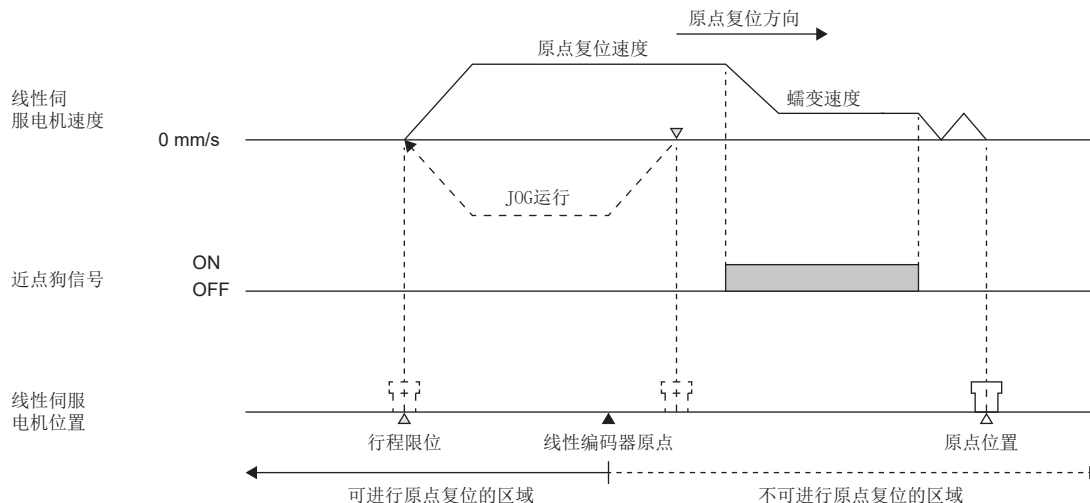 原点复位方向
原点复位速度
线性伺
服电机速度
蠕变速度
0 mm/s
JOG运行
近点狗信号
ON
OFF
线性伺服
电机位置
行程限位
线性编码器原点
原点位置
可进行原点复位的区域
不可进行原点复位的区域